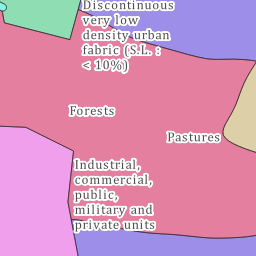 Discontinuous
very low
density urban
fabric (S.L. :
< 10%)
Forests
Pastures
Industrial,
commercial,
public,
military and
private units